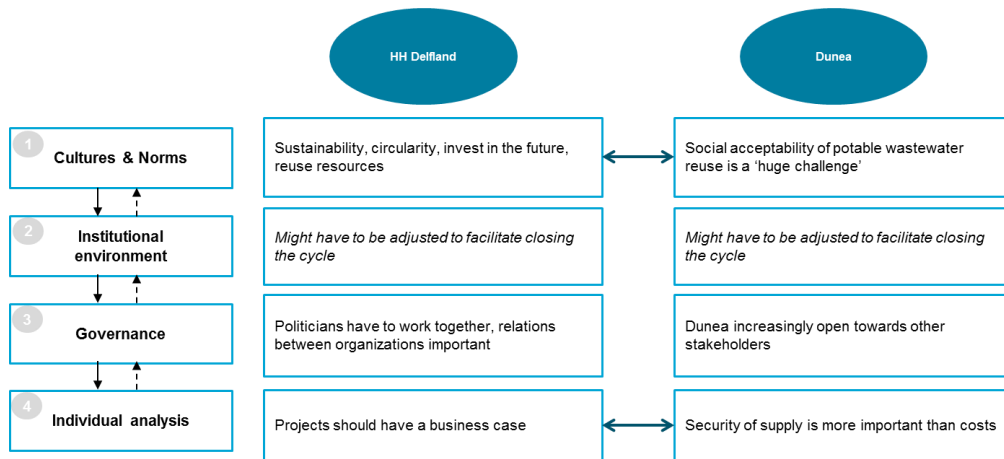 HH Delfland
Dunea
1
Cultures & Norms
Sustainability, circularity, invest in the future,
reuse resources
Social acceptability of potable wastewater
reuse is a ‘huge challenge’
2
Institutional
environment
Might have to be adjusted to facilitate closing
the cycle
Might have to be adjusted to facilitate closing
the cycle
3
Governance
Politicians have to work together, relations
between organizations important
Dunea increasingly open towards other
stakeholders
4
Individual analysis
Projects should have a business case
Security of supply is more important than costs